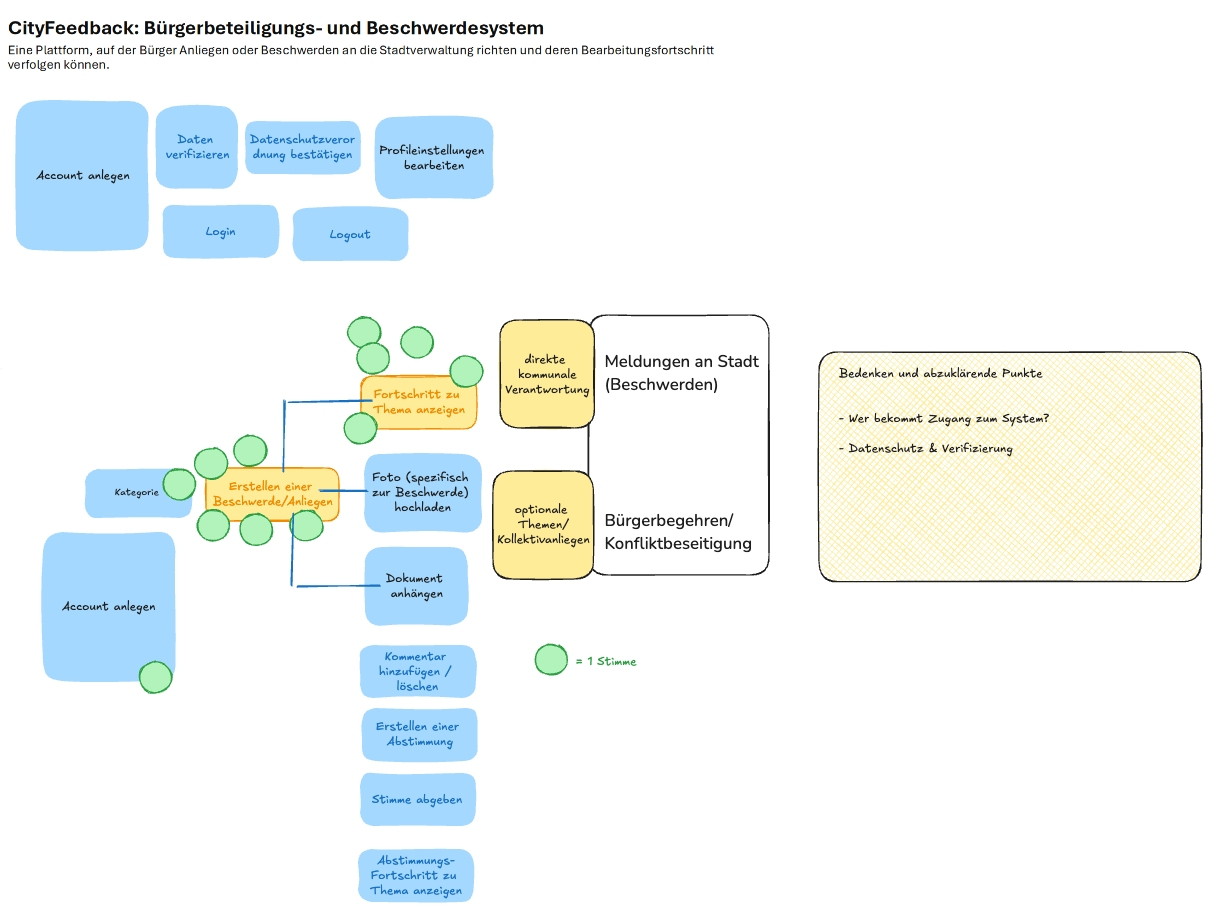 CityFeedback: Bürgerbeteiligungs- und Beschwerdesystem
Eine Plattform, auf der Bürger Anliegen oder Beschwerden an die Stadtverwaltung richten und deren Bearbeitungsfortschritt
verfolgen können.
Account anlegen
Daten
verifizieren
Datenschutzveror
dnung bestätigen
Profileinstellungen
bearbeiten
Login
Logout
Fortschritt zu
Thema anzeigen
direkte
kommunale
Verantwortung
Meldungen an Stadt
(Beschwerden)
Bedenken und abzuklärende Punkte
- Wer bekommt Zugang zum System?
- Datenschutz & Verifizierung
Kategorie
Erstellen einer
Beschwerde/Anliegen
Foto (spezifisch
zur Beschwerde)
hochladen
optionale
Themen/
Kollektivanliegen
Bürgerbegehren/
Konfliktbeseitigung
Account anlegen
Dokument
anhängen
Kommentar
hinzufügen /
löschen
= 1 Stimme
Erstellen einer
Abstimmung
Stimme abgeben
Abstimmungs-
Fortschritt zu
Thema anzeigen